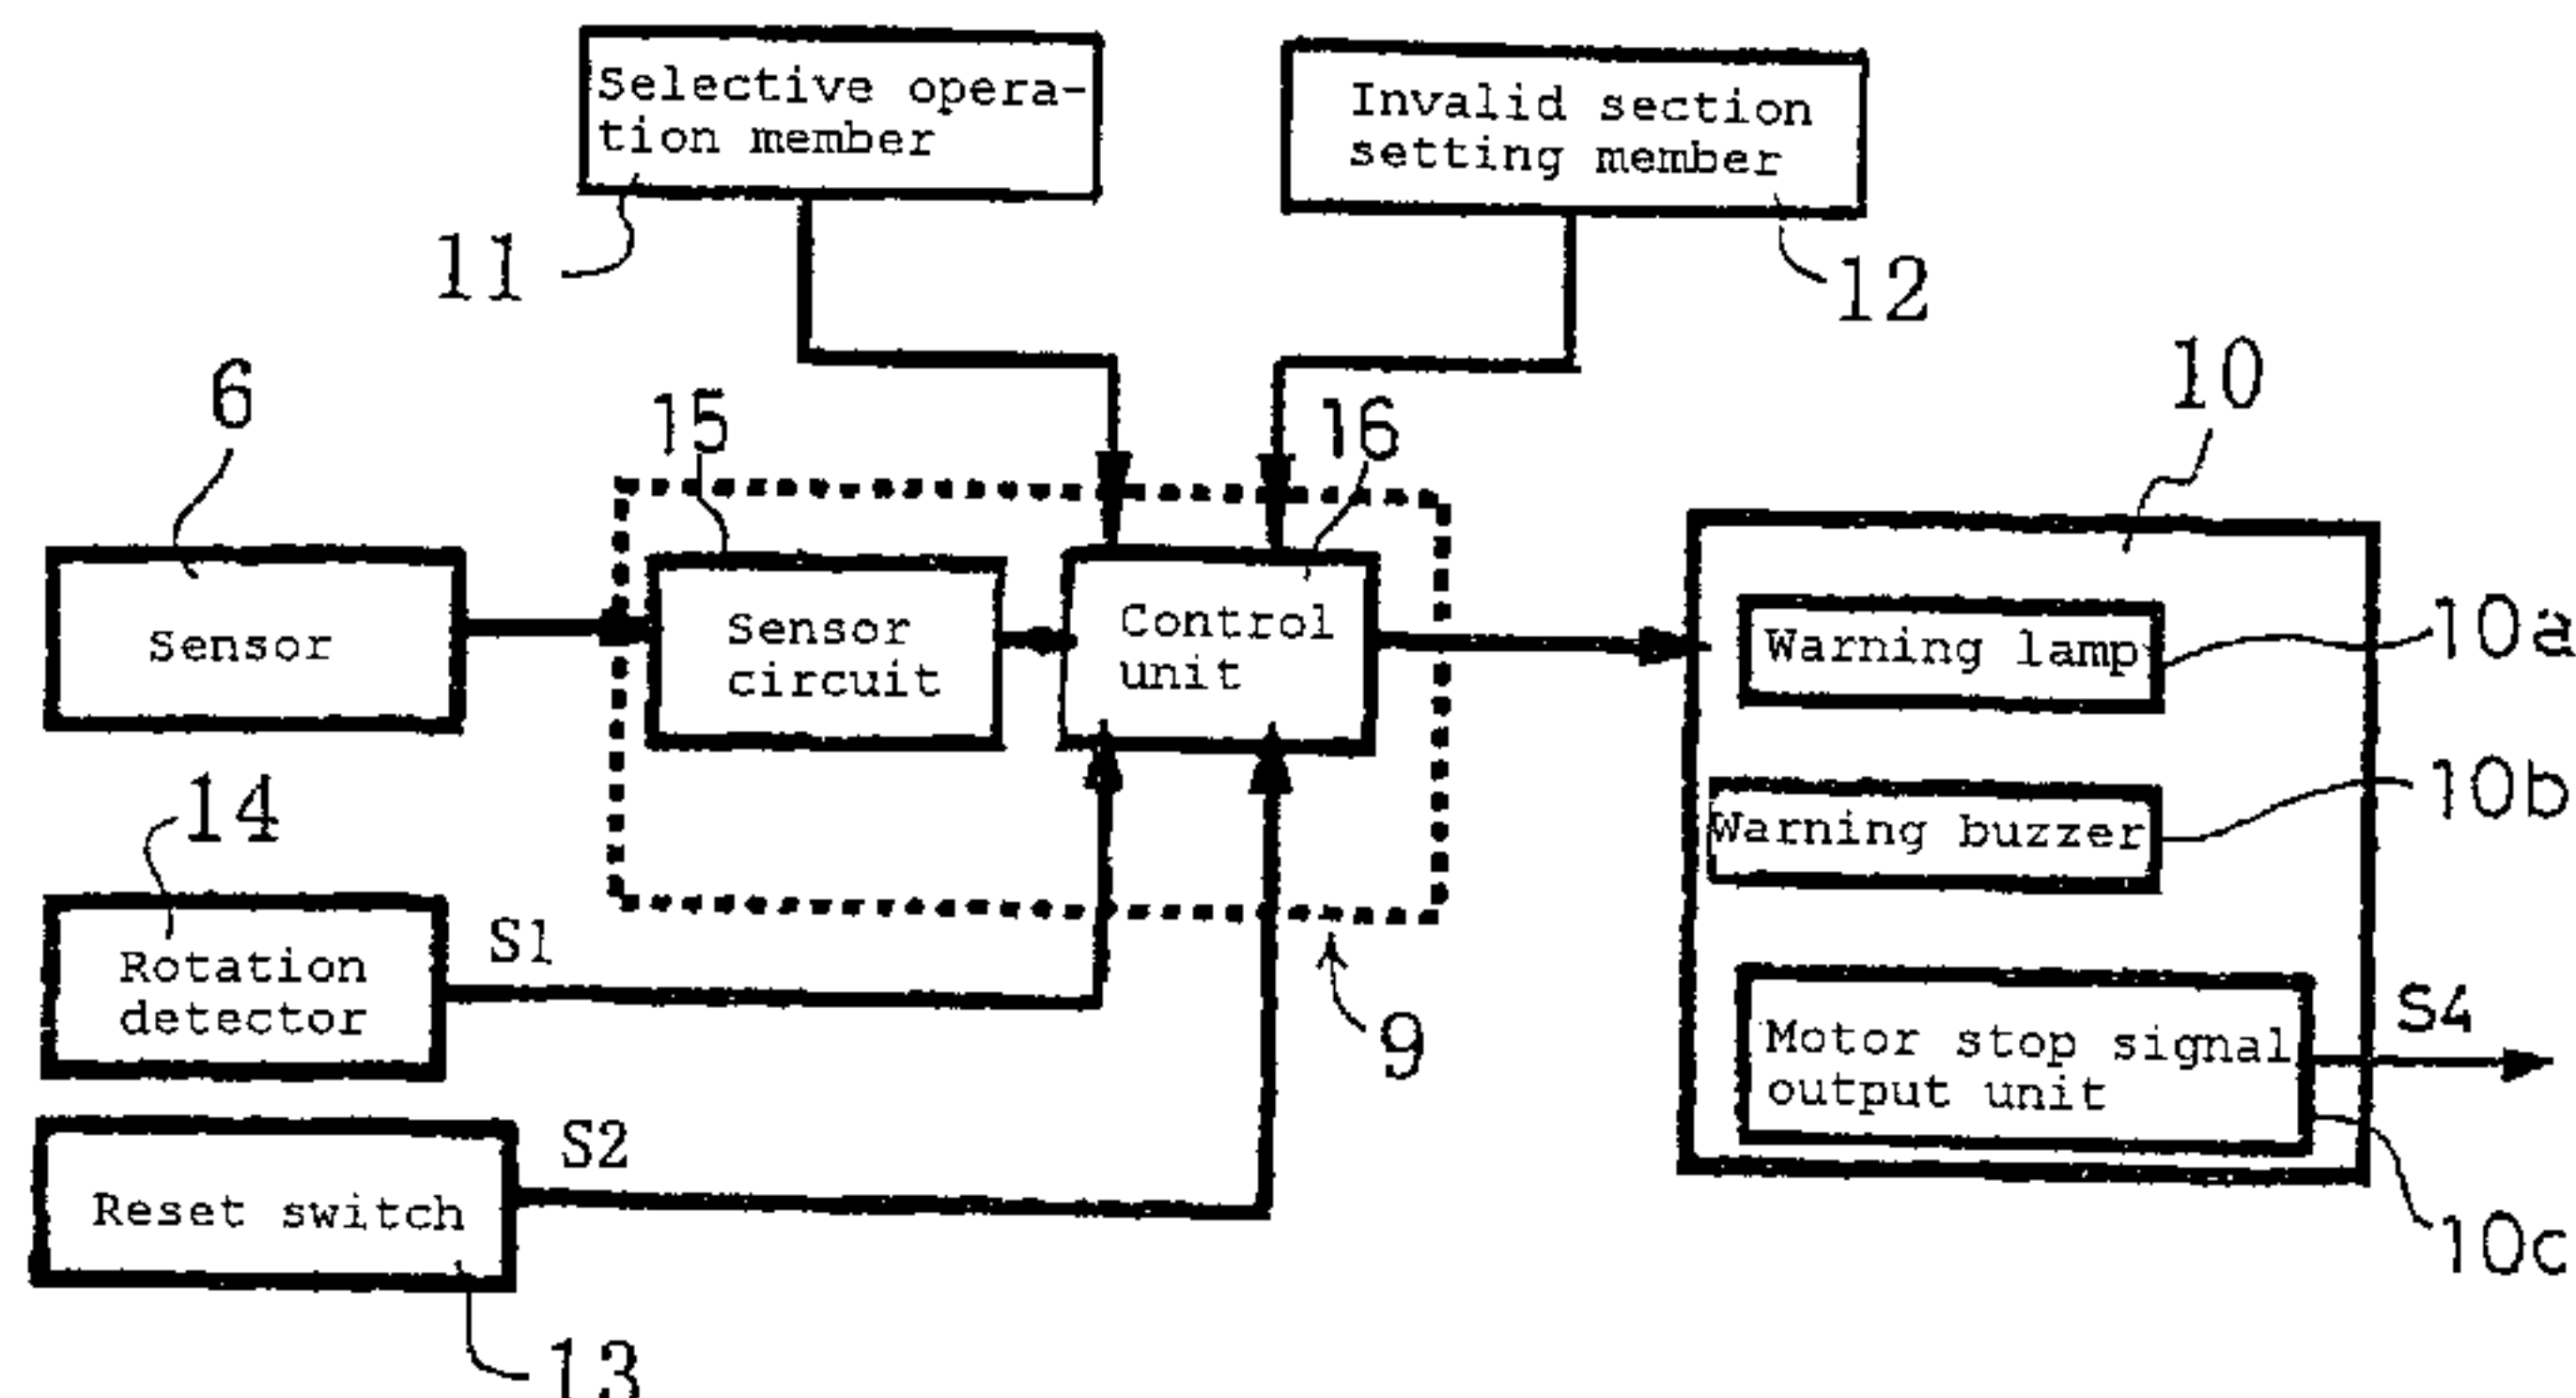 Selective opera-
tion member
11
Invalid section
setting member
12
6
Sensor
15
Sensor
circuit
16
Control
unit
10
Warning lamp
10a
Warning buzzer
10b
Motor stop signal
output unit
S4
10c
14
Rotation
detector
S1
9
Reset switch
S2
13